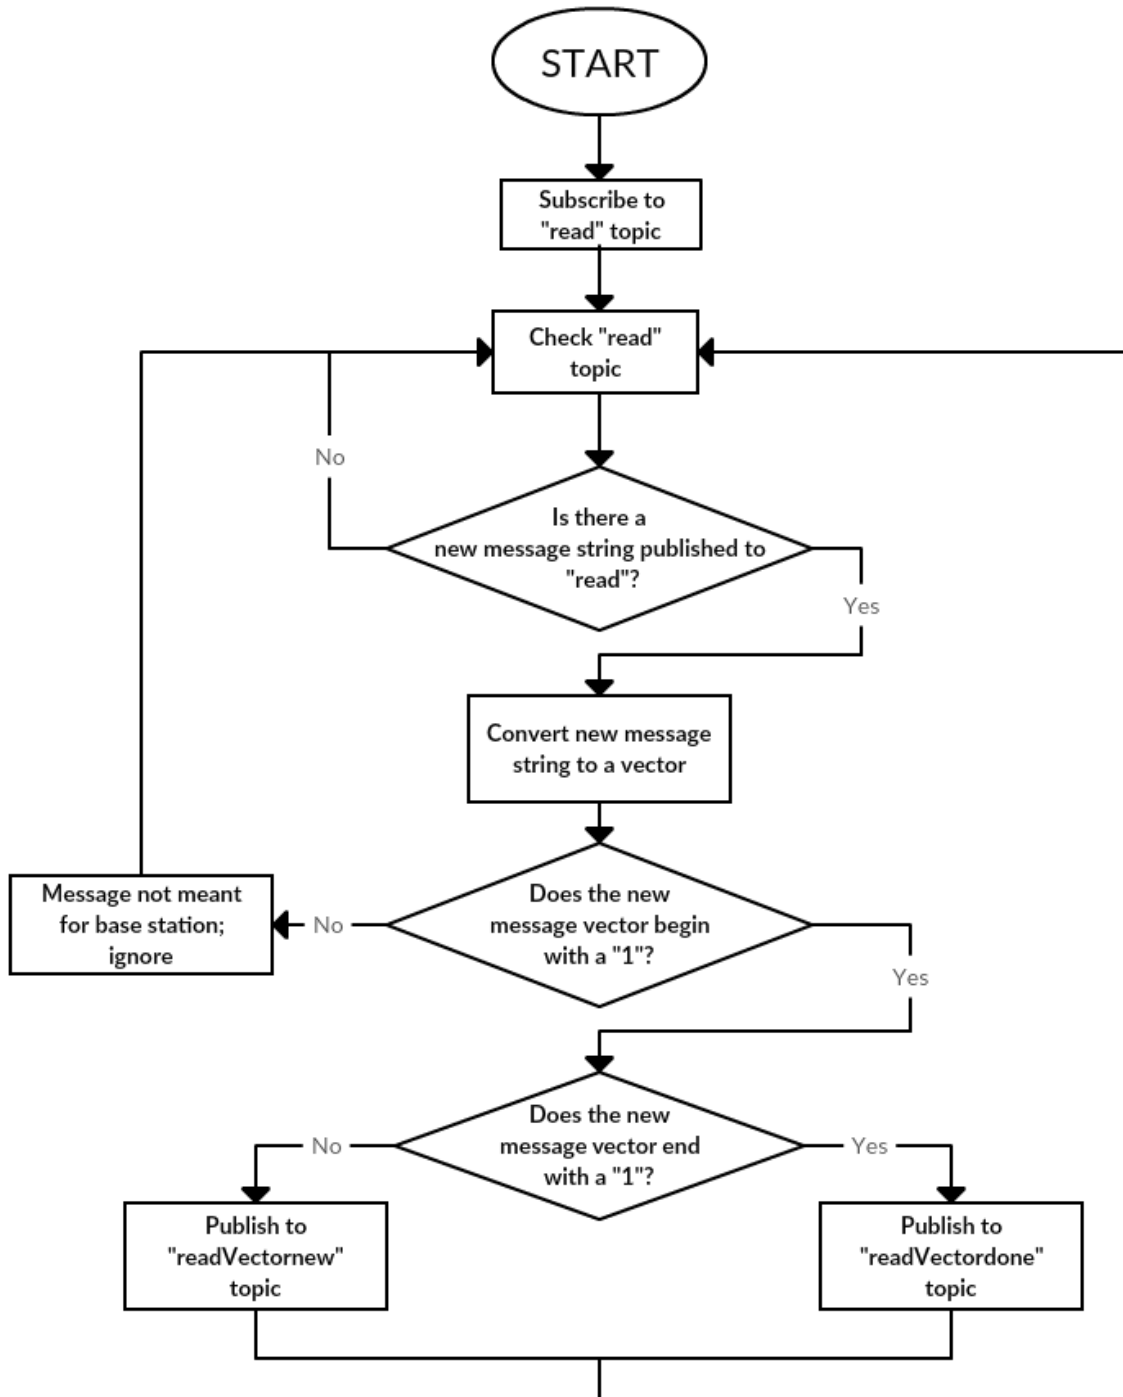 START
Subscribe to
"read" topic
Check "read"
topic
No
Is there a
new message string published to
"read"?
Yes
Convert new message
string to a vector
Message not meant
for base station;
ignore
No
Does the new
message vector begin
with a "1"?
Yes
No
Does the new
message vector end
with a "1"?
Yes
Publish to
"readVectornew"
topic
Publish to
"readVectordone"
topic